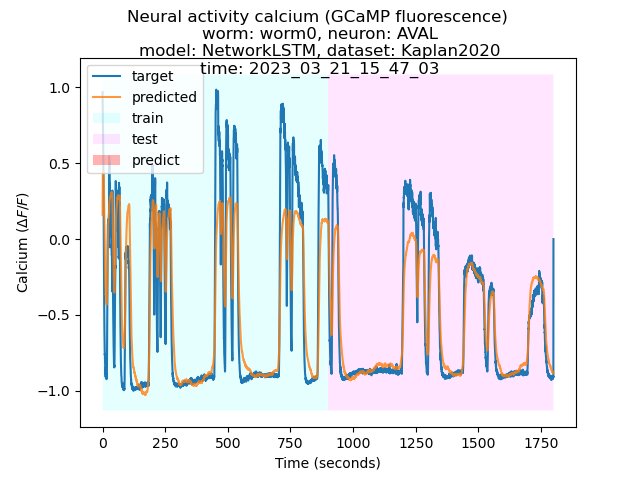 Neural activity calcium (GCaMP fluorescence)
worm: worm0, neuron: AVAL
model: NetworkLSTM, dataset: Kaplan2020
time: 2023_03_21_15_47_03
target
predicted
train
test
predict
1.0
0.5
0.0
−0.5
−1.0
Calcium (ΔF/F)
0
250
500
750
1000
1250
1500
1750
Time (seconds)